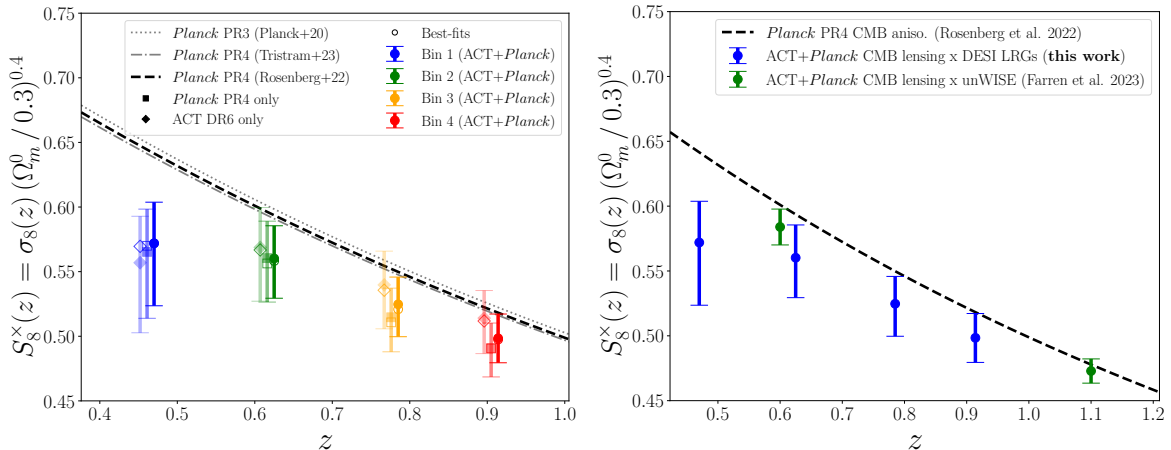 Planck PR3 (Planck+20)
Planck PR4 (Tristram+23)
Planck PR4 (Rosenberg+22)
Planck PR4 only
ACT DR6 only
Best-fits
Bin 1 (ACT+Planck)
Bin 2 (ACT+Planck)
Bin 3 (ACT+Planck)
Bin 4 (ACT+Planck)
0.75
0.70
0.65
0.60
0.55
0.50
0.45
0.4
0.5
0.6
0.7
0.8
0.9
1.0
z
S₈^×(z) = σ₈(z) (Ω_m^0 / 0.3)^0.4
Planck PR4 CMB aniso. (Rosenberg et al. 2022)
ACT+Planck CMB lensing x DESI LRGs (this work)
ACT+Planck CMB lensing x unWISE (Farren et al. 2023)
0.75
0.70
0.65
0.60
0.55
0.50
0.45
0.5
0.6
0.7
0.8
0.9
1.0
1.1
1.2
z
S₈^×(z) = σ₈(z) (Ω_m^0 / 0.3)^0.4